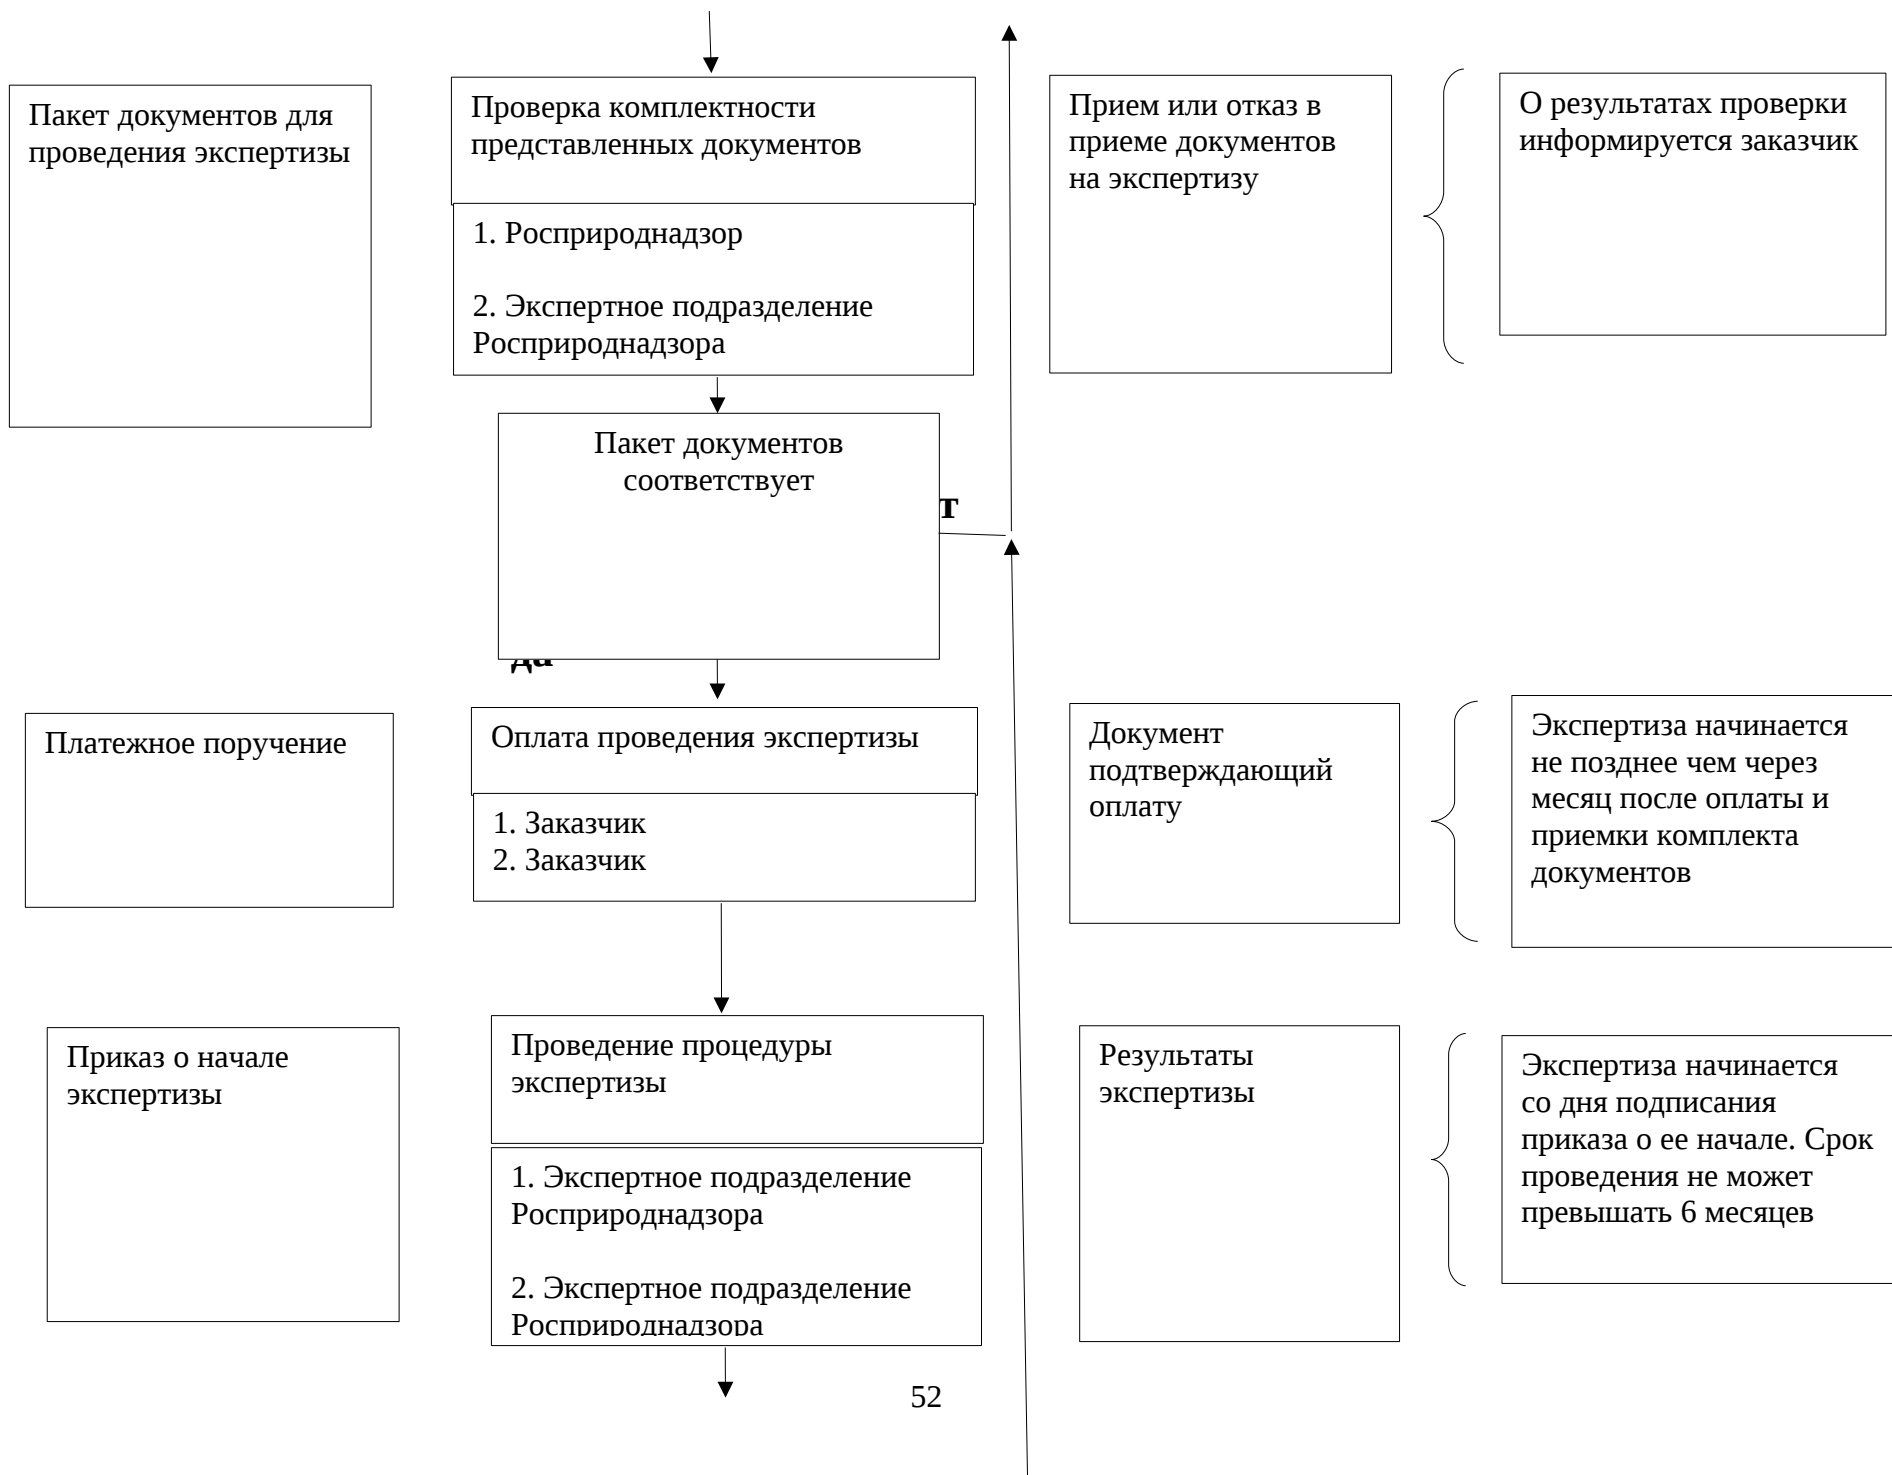 Пакет документов для
проведения экспертизы
Проверка комплектности
представленных документов
1. Росприроднадзор
2. Экспертное подразделение
Росприроднадзора
Прием или отказ в
приеме документов
на экспертизу
О результатах проверки
информируется заказчик
Пакет документов
соответствует
т
да
Платежное поручение
Оплата проведения экспертизы
1. Заказчик
2. Заказчик
Документ
подтверждающий
оплату
Экспертиза начинается
не позднее чем через
месяц после оплаты и
приемки комплекта
документов
Приказ о начале
экспертизы
Проведение процедуры
экспертизы
1. Экспертное подразделение
Росприроднадзора
2. Экспертное подразделение
Росприроднадзора
Результаты
экспертизы
Экспертиза начинается
со дня подписания
приказа о ее начале. Срок
проведения не может
превышать 6 месяцев
52